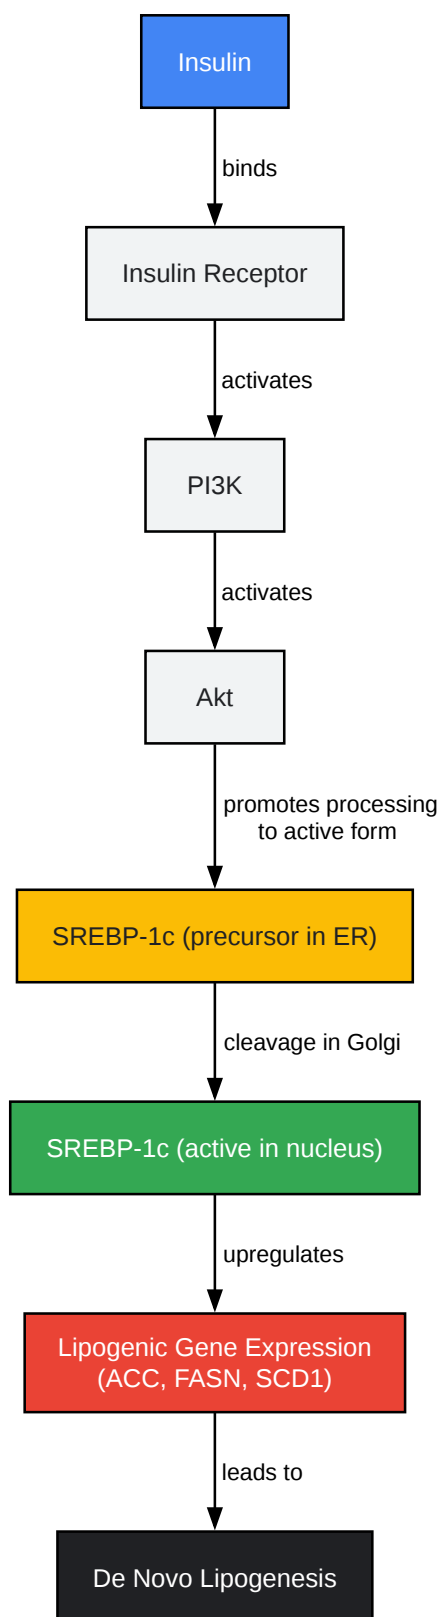 Insulin
binds
Insulin Receptor
activates
PI3K
activates
Akt
promotes processing
to active form
SREBP-1c (precursor in ER)
cleavage in Golgi
SREBP-1c (active in nucleus)
upregulates
Lipogenic Gene Expression
(ACC, FASN, SCD1)
leads to
De Novo Lipogenesis